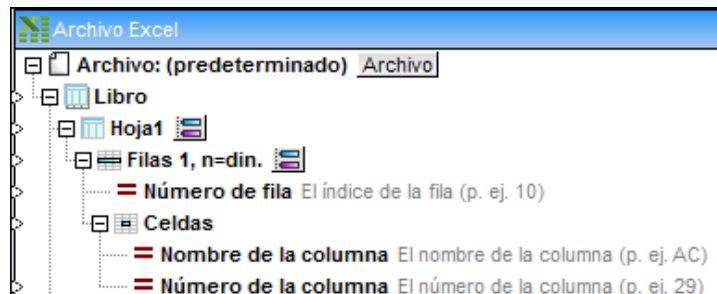 Archivo Excel
Archivo: (predeterminado) Archivo
Libro
Hoja1
Filas 1, n=din.
= Número de fila El índice de la fila (p. ej. 10)
Celdas
= Nombre de la columna El nombre de la columna (p. ej. AC)
= Número de la columna El número de la columna (p. ej. 29)